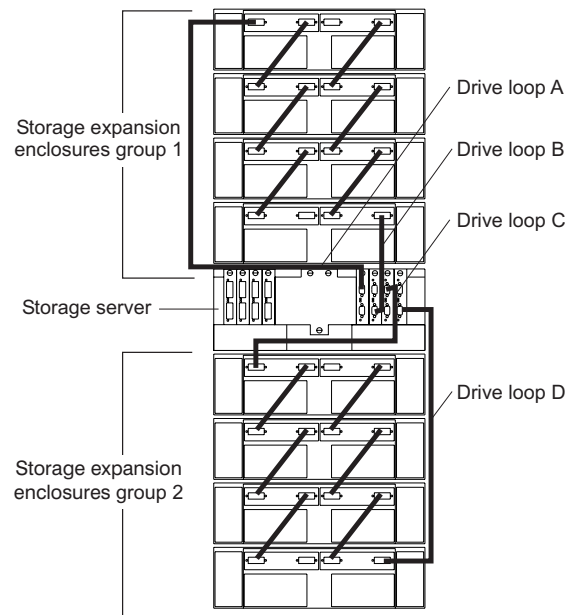 Drive loop A
Storage expansion
enclosures group 1
Drive loop B
Drive loop C
Storage server
Drive loop D
Storage expansion
enclosures group 2